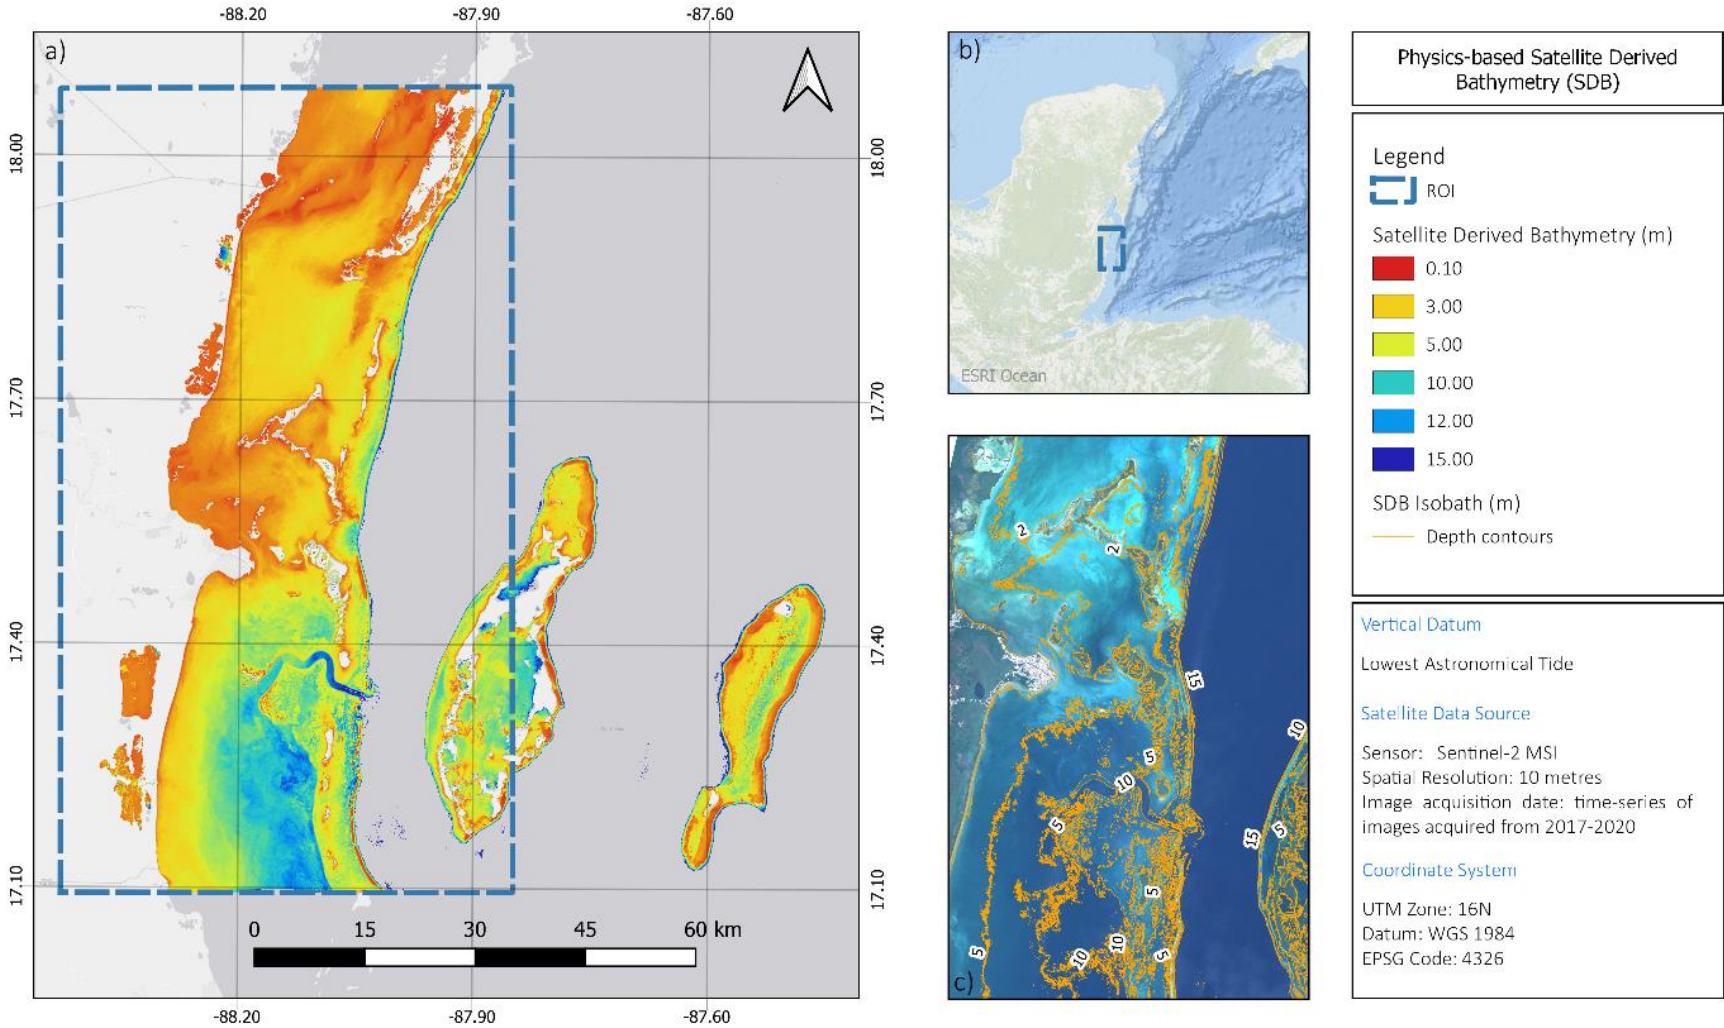 -88.20
-87.90
-87.60
a)
18.00
18.00
17.70
17.70
17.40
17.40
17.10
17.10
0 15 30 45 60 km
-88.20
-87.90
-87.60
b)
ESRI Ocean
2
2
15
10
5
10
5
15
5
5
5
10
10
5
c)
Physics-based Satellite Derived
Bathymetry (SDB)
Legend
ROI
Satellite Derived Bathymetry (m)
0.10
3.00
5.00
10.00
12.00
15.00
SDB Isobath (m)
Depth contours
Vertical Datum
Lowest Astronomical Tide
Satellite Data Source
Sensor: Sentinel-2 MSI
Spatial Resolution: 10 metres
Image acquisition date: time-series of
images acquired from 2017-2020
Coordinate System
UTM Zone: 16N
Datum: WGS 1984
EPSG Code: 4326